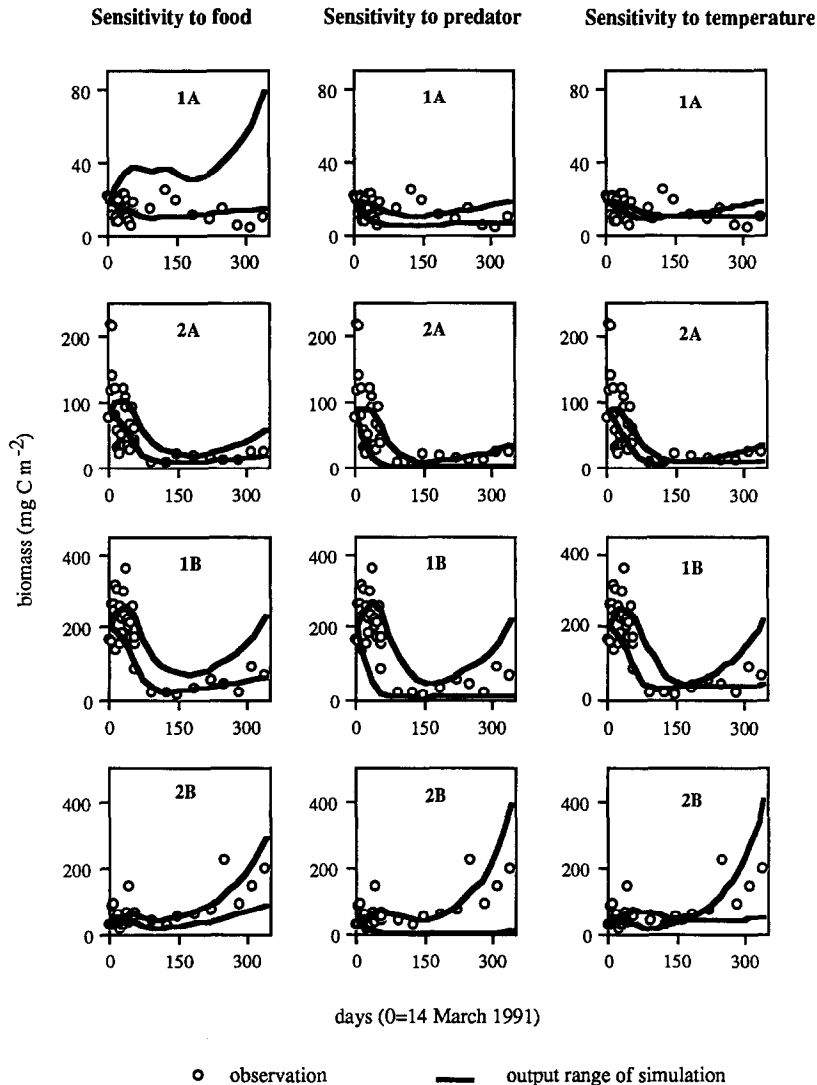 Sensitivity to food Sensitivity to predator Sensitivity to temperature
80 80 80
1A 1A 1A
40 40 40
0 0 0
0 150 300 0 150 300 0 150 300
2A 2A 2A
200 200 200
100 100 100
0 0 0
0 150 300 0 150 300 0 150 300
biomass (mg C m⁻²)
400 400 400
1B 1B 1B
200 200 200
0 0 0
0 150 300 0 150 300 0 150 300
2B 2B 2B
400 400 400
200 200 200
0 0 0
0 150 300 0 150 300 0 150 300
days (0=14 March 1991)
observation output range of simulation